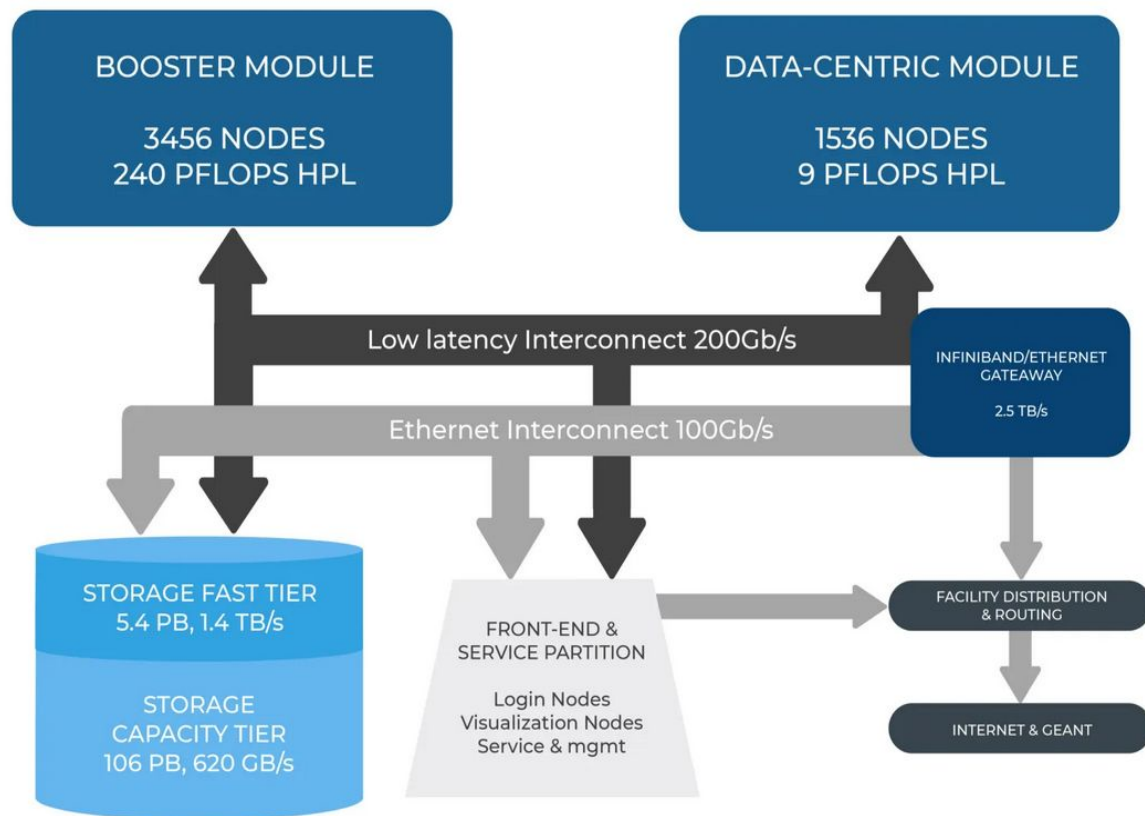 BOOSTER MODULE
3456 NODES
240 PFLOPS HPL
DATA-CENTRIC MODULE
1536 NODES
9 PFLOPS HPL
Low latency Interconnect 200Gb/s
INFINIBAND/ETHERNET
GATEAWAY
2.5 TB/s
Ethernet Interconnect 100Gb/s
STORAGE FAST TIER
5.4 PB, 1.4 TB/s
STORAGE
CAPACITY TIER
106 PB, 620 GB/s
FRONT-END &
SERVICE PARTITION
Login Nodes
Visualization Nodes
Service & mgmt
FACILITY DISTRIBUTION
& ROUTING
INTERNET & GEANT